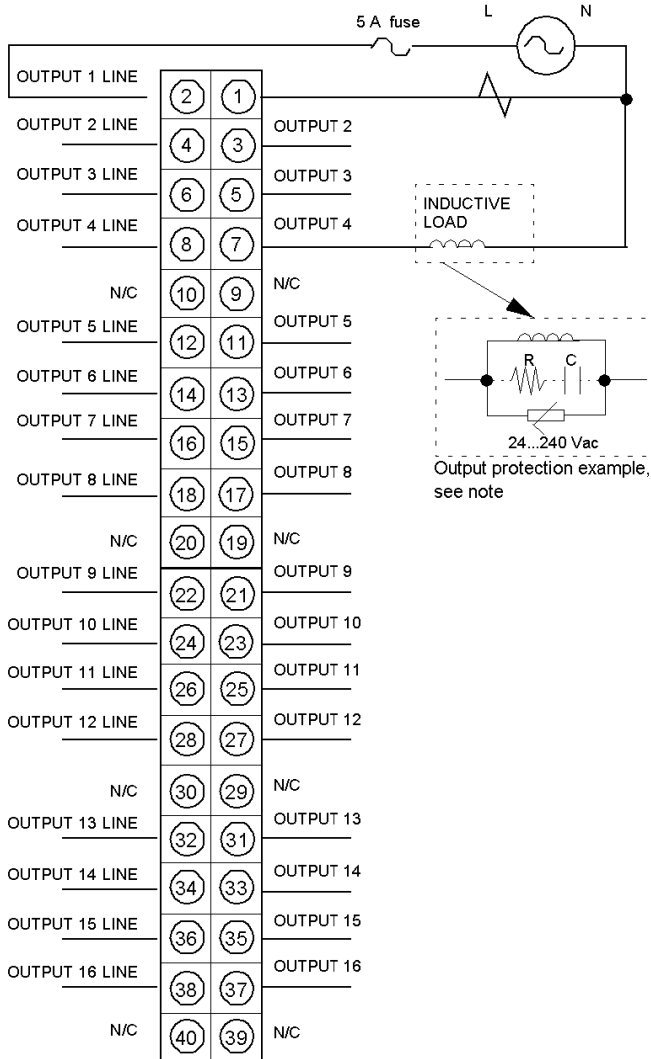 5 A fuse
L
N
OUTPUT 1 LINE
2
1
OUTPUT 2 LINE
4
3
OUTPUT 2
OUTPUT 3 LINE
6
5
OUTPUT 3
OUTPUT 4 LINE
8
7
OUTPUT 4
INDUCTIVE
LOAD
N/C
10
9
N/C
OUTPUT 5 LINE
12
11
OUTPUT 5
OUTPUT 6 LINE
14
13
OUTPUT 6
R
C
OUTPUT 7 LINE
16
15
OUTPUT 7
24...240 Vac
OUTPUT 8 LINE
18
17
OUTPUT 8
Output protection example,
see note
N/C
20
19
N/C
OUTPUT 9 LINE
22
21
OUTPUT 9
OUTPUT 10 LINE
24
23
OUTPUT 10
OUTPUT 11 LINE
26
25
OUTPUT 11
OUTPUT 12 LINE
28
27
OUTPUT 12
N/C
30
29
N/C
OUTPUT 13 LINE
32
31
OUTPUT 13
OUTPUT 14 LINE
34
33
OUTPUT 14
OUTPUT 15 LINE
36
35
OUTPUT 15
OUTPUT 16 LINE
38
37
OUTPUT 16
N/C
40
39
N/C